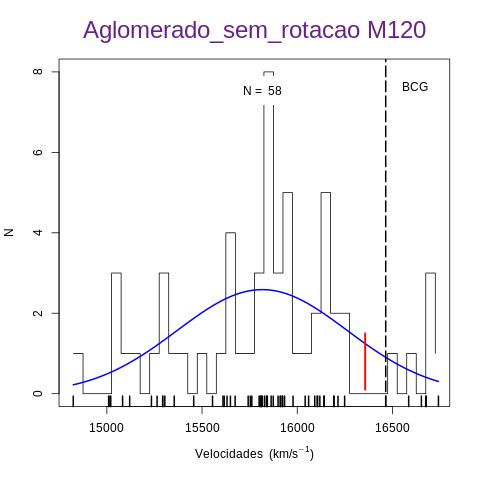 Aglomerado_sem_rotacao M120
8
N = 58
BCG
6
N
4
2
0
15000 15500 16000 16500
Velocidades (km/s⁻¹)